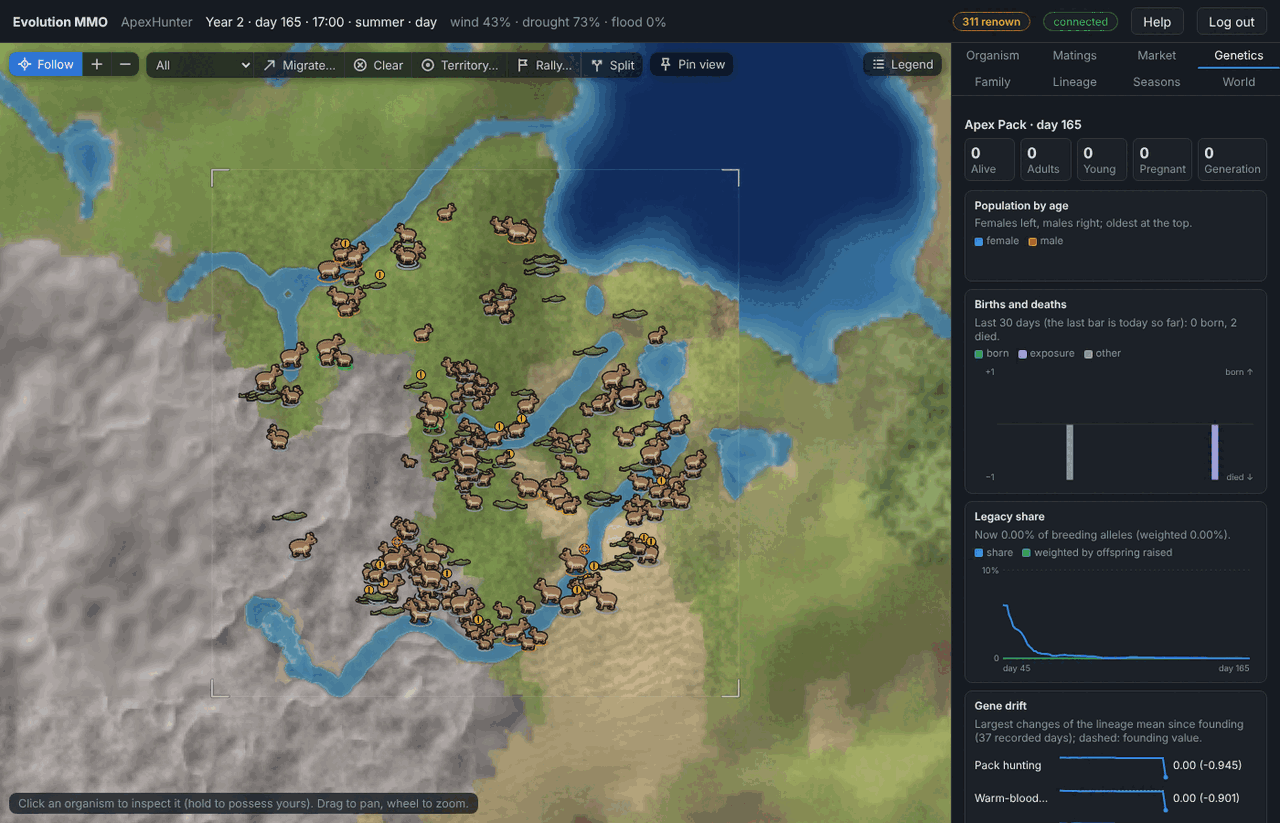 Evolution MMO ApexHunter Year 2 · day 165 · 17:00 · summer · day wind 43% · drought 73% · flood 0% 311 renown connected Help Log out
Follow + − All Migrate... Clear Territory... Rally... Split Pin view Legend
Organism Matings Market Genetics
Family Lineage Seasons World
Apex Pack · day 165
0 0 0 0 0
Alive Adults Young Pregnant Generation
Population by age
Females left, males right; oldest at the top.
female male
Births and deaths
Last 30 days (the last bar is today so far): 0 born, 2
died.
born exposure other
+1 born ↑
−1 died ↓
Legacy share
Now 0.00% of breeding alleles (weighted 0.00%).
share weighted by offspring raised
10%
0
day 45 day 165
Gene drift
Largest changes of the lineage mean since founding
(37 recorded days); dashed: founding value.
Pack hunting 0.00 (-0.945)
Warm-blood... 0.00 (-0.901)
Click an organism to inspect it (hold to possess yours). Drag to pan, wheel to zoom.